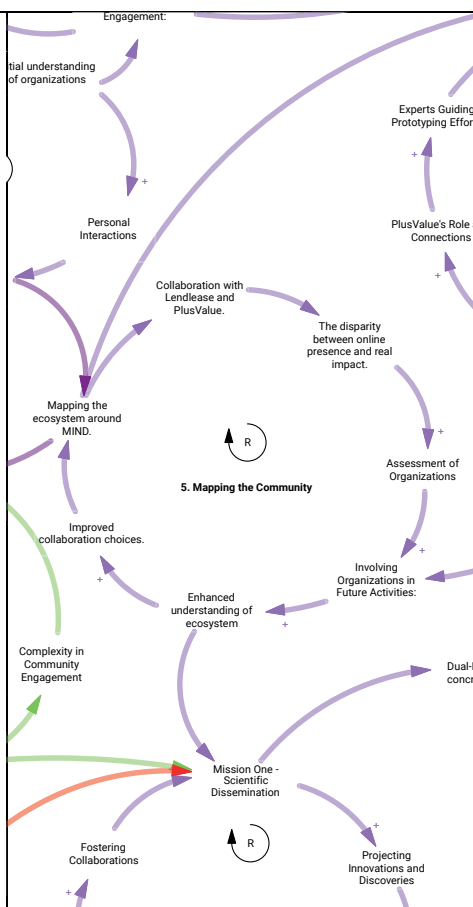 Engagement:
tial understanding
of organizations
Experts Guiding
Prototyping Effor
+
+
Personal
Interactions
PlusValue's Role
Connections
+
Collaboration with
Lendlease and
PlusValue.
The disparity
between online
presence and real
impact.
Mapping the
ecosystem around
MIND.
R
+
Assessment of
Organizations
5. Mapping the Community
Improved
collaboration choices.
+
+
Involving
Organizations in
Future Activities:
Enhanced
understanding of
ecosystem
+
Complexity in
Community
Engagement
Dual-
concr
Mission One -
Scientific
Dissemination
+
R
Fostering
Collaborations
Projecting
Innovations and
Discoveries
+